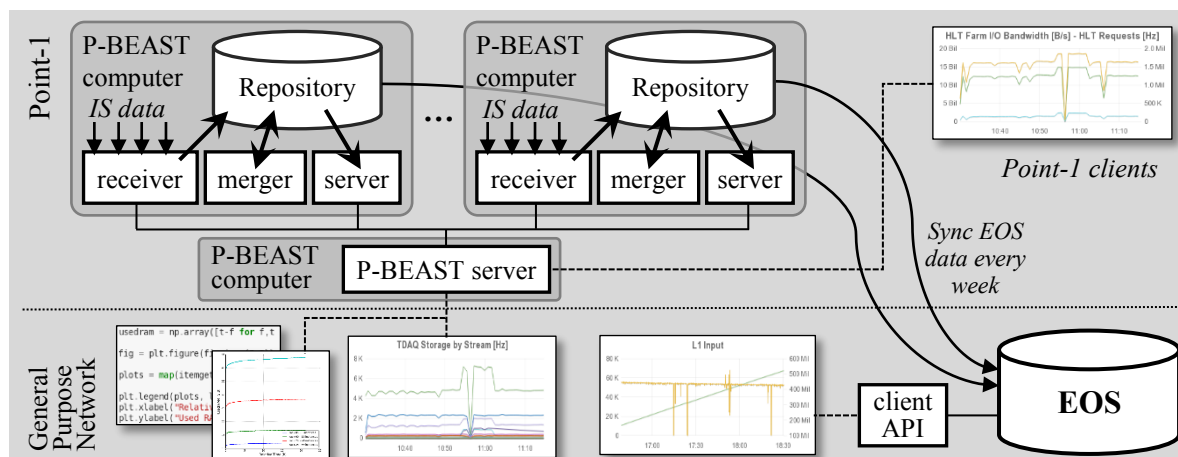 Point-1
P-BEAST
computer
IS data
Repository
receiver
merger
server
...
P-BEAST
computer
IS data
Repository
receiver
merger
server
HLT Farm I/O Bandwidth [B/s] - HLT Requests [Hz]
20 Bil
15 Bil
10 Bil
5 Bil
0
2.0 Mil
1.5 Mil
1.0 Mil
500 K
0
10:40 10:50 11:00 11:10
Point-1 clients
P-BEAST
computer
P-BEAST server
Sync EOS
data every
week
General
Purpose
Network
usedram = np.array([t-f for f,t
fig = plt.figure(fi
plots = map(itemget
plt.legend(plots,
plt.xlabel("Relati
plt.ylabel("Used RA
TDAQ Storage by Stream [Hz]
8 K
6 K
4 K
2 K
0
10:40 10:50 11:00 11:10
L1 Input
80 K
60 K
40 K
20 K
0
600 Mil
500 Mil
400 Mil
300 Mil
200 Mil
100 Mil
17:00 17:30 18:00 18:30
client
API
EOS